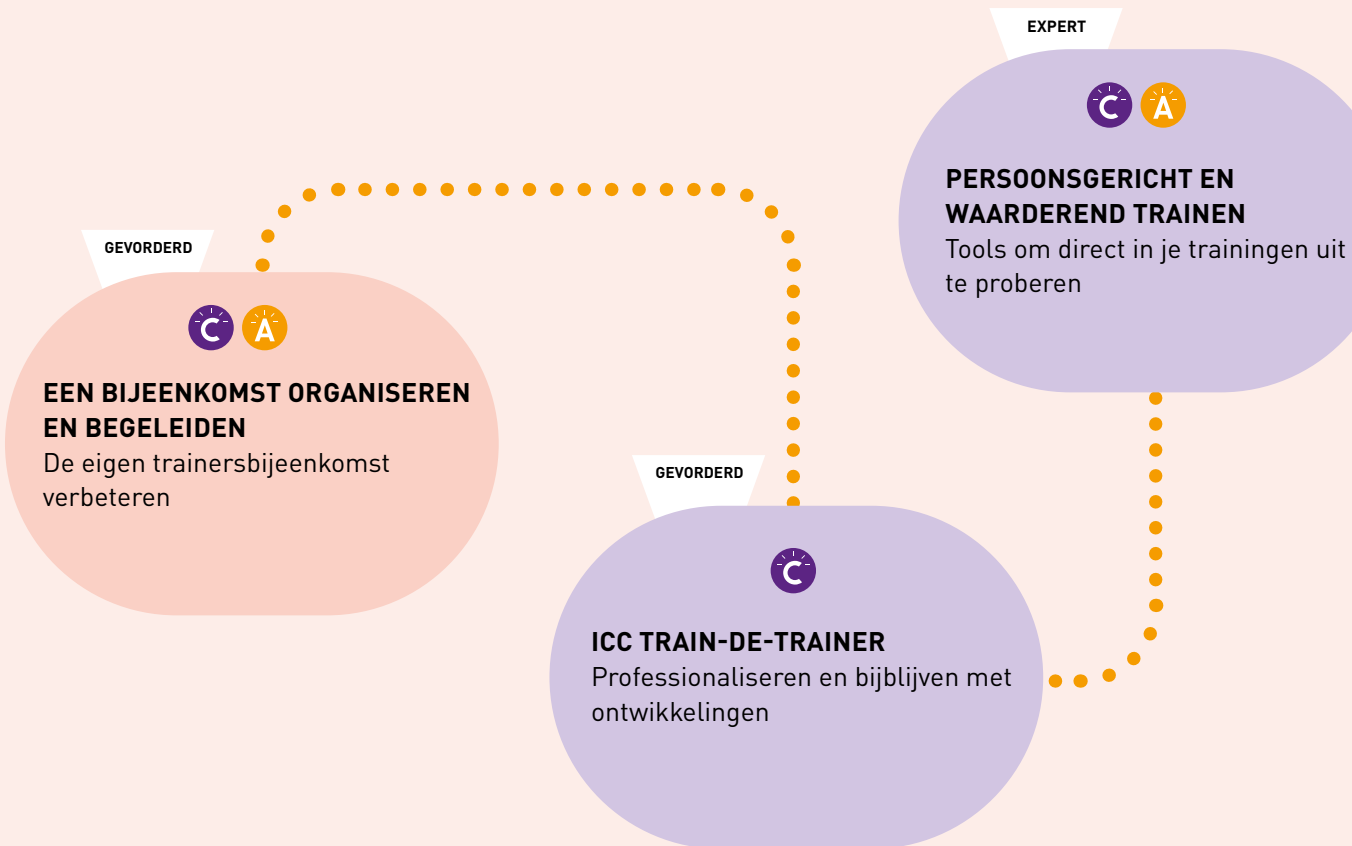 GEVORDERD
C A
EEN BIJEENKOMST ORGANISEREN
EN BEGELEIDEN
De eigen trainersbijeenkomst
verbeteren
GEVORDERD
C
ICC TRAIN-DE-TRAINER
Professionaliseren en bijblijven met
ontwikkelingen
EXPERT
C A
PERSOONSGERICHT EN
WAARDEREND TRAINEN
Tools om direct in je trainingen uit
te proberen